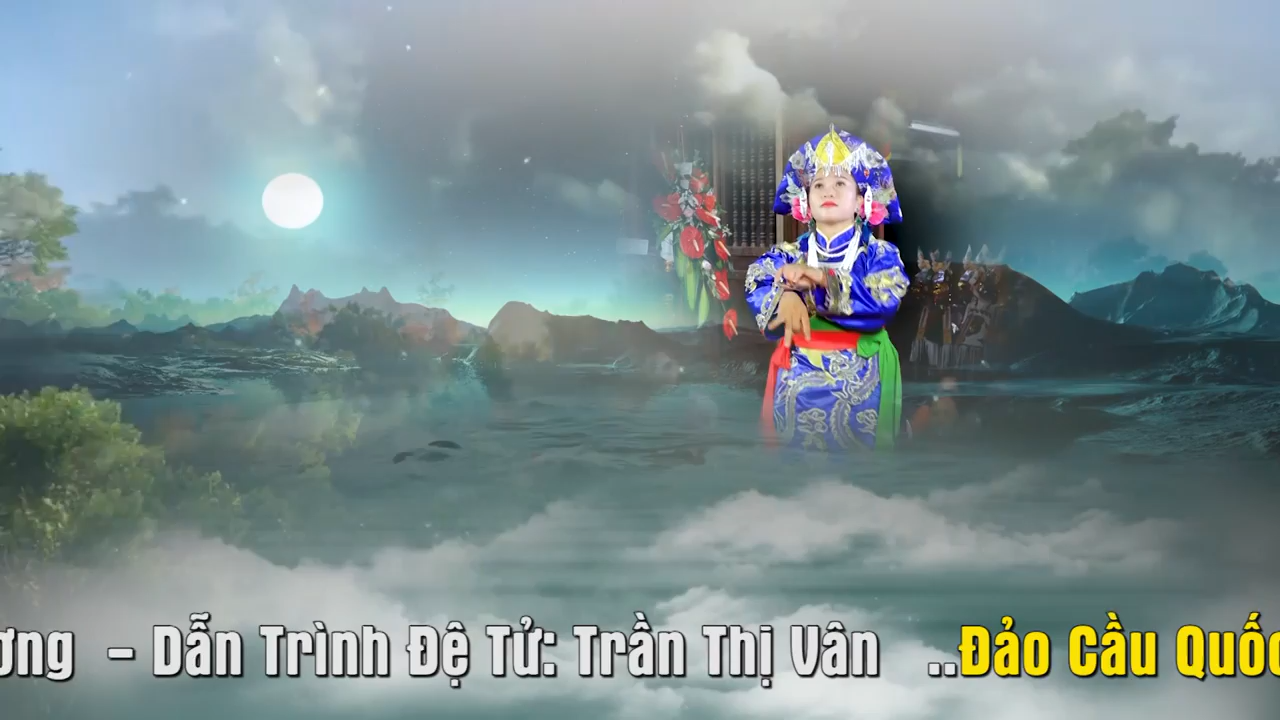 ơng – Dẫn Trình Đệ Tử: Trần Thị Vân ..Đảo Cầu Quốc